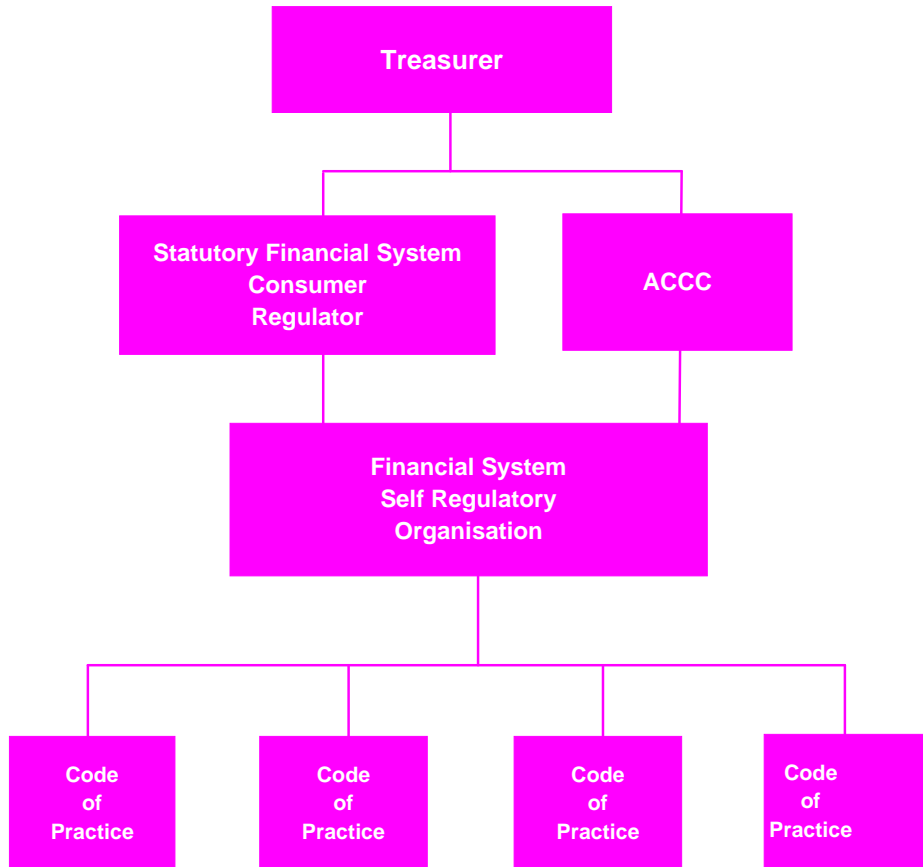 Treasurer
Statutory Financial System
Consumer
Regulator
ACCC
Financial System
Self Regulatory
Organisation
Code
of
Practice
Code
of
Practice
Code
of
Practice
Code
of
Practice